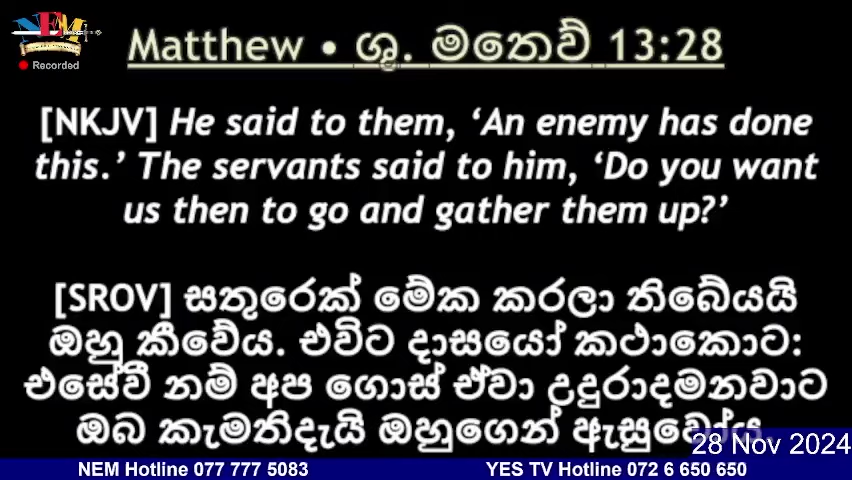 NEM
Recorded
Matthew • ශු. මතෙව් 13:28
[NKJV] He said to them, ‘An enemy has done
this.’ The servants said to him, ‘Do you want
us then to go and gather them up?’
[SROV] සතුරෙක් මේක කරලා තිබේයයි
ඔහු කීවේය. එවිට දාසයෝ කථාකොට:
එසේවී නම් අප ගොස් ඒවා උදුරාදමනවාට
ඔබ කැමතිදැයි ඔහුගෙන් ඇසුවෝය.
28 Nov 2024
NEM Hotline 077 777 5083 YES TV Hotline 072 6 650 650